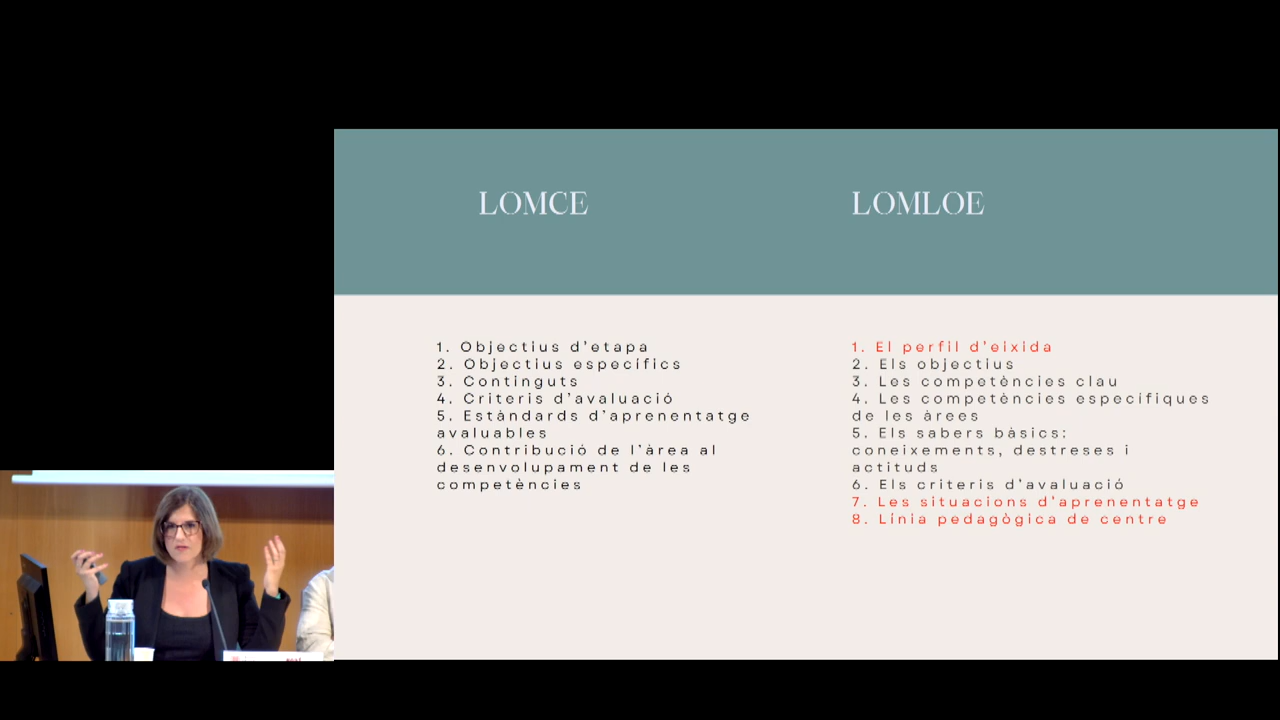 LOMCE
LOMLOE
1. Objectius d'etapa
2. Objectius específics
3. Continguts
4. Criteris d'avaluació
5. Estàndards d'aprenentatge
avaluables
6. Contribució de l'àrea al
desenvolupament de les
competències
1. El perfil d'eixida
2. Els objectius
3. Les competències clau
4. Les competències específiques
de les àrees
5. Els sabers bàsics:
coneixements, destreses i
actituds
6. Els criteris d'avaluació
7. Les situacions d'aprenentatge
8. Línia pedagògica de centre